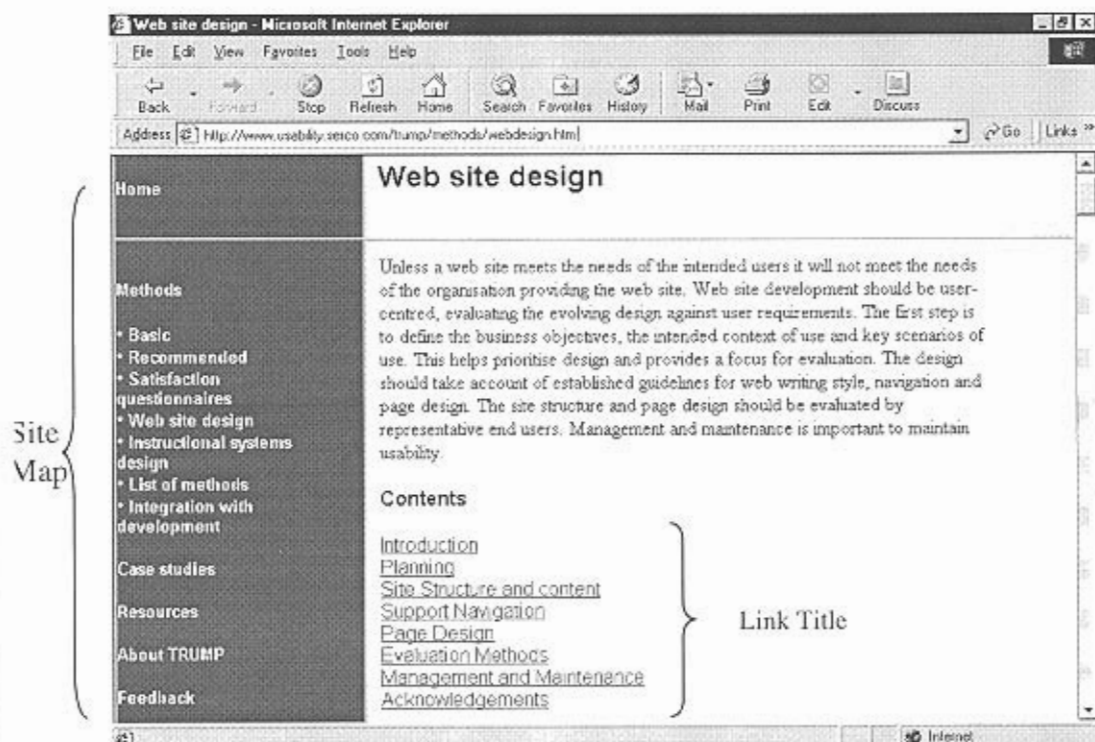 Web site design - Microsoft Internet Explorer
File Edit View Favorites Tools Help
Back Forward Stop Refresh Home Search Favorites History Mail Print Edit Discuss
Address http://www.usability.serco.com/trump/methods/webdesign.htm Go Links »
Home
Methods
• Basic
• Recommended
• Satisfaction
questionnaires
• Web site design
• Instructional systems
design
• List of methods
• Integration with
development
Case studies
Resources
About TRUMP
Feedback
Site
Map
Web site design
Unless a web site meets the needs of the intended users it will not meet the needs
of the organisation providing the web site. Web site development should be user-
centred, evaluating the evolving design against user requirements. The first step is
to define the business objectives, the intended context of use and key scenarios of
use. This helps prioritise design and provides a focus for evaluation. The design
should take account of established guidelines for web writing style, navigation and
page design. The site structure and page design should be evaluated by
representative end users. Management and maintenance is important to maintain
usability.
Contents
Introduction
Planning
Site Structure and content
Support Navigation
Page Design
Evaluation Methods
Management and Maintenance
Acknowledgements
Link Title
Internet